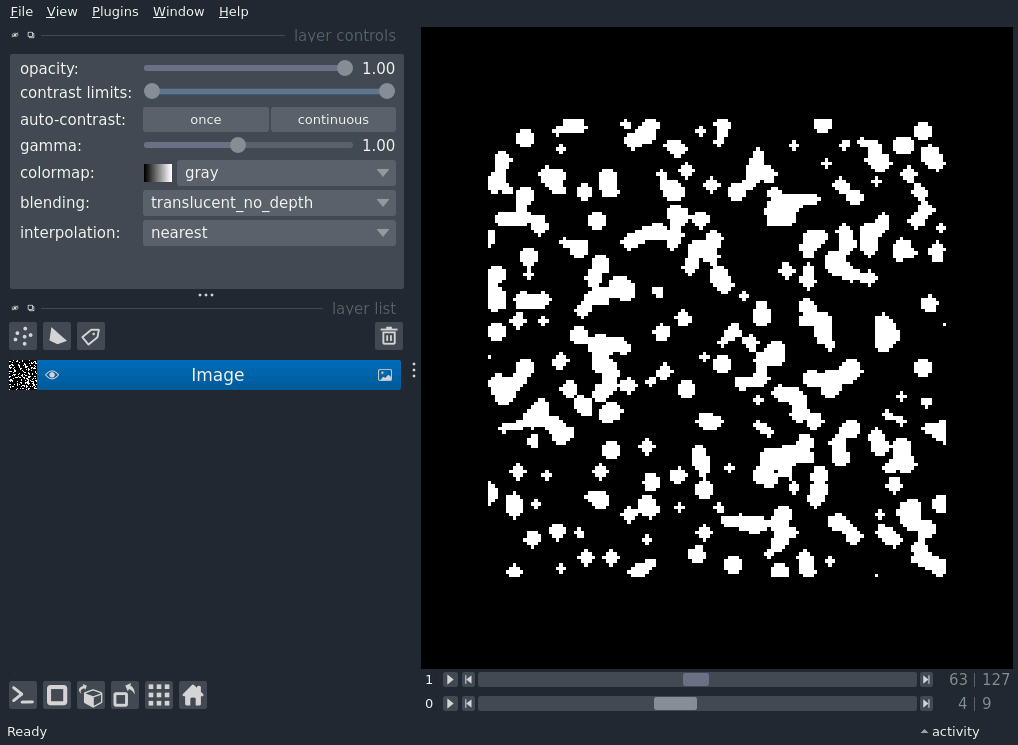 File View Plugins Window Help
layer controls
opacity: 1.00
contrast limits:
auto-contrast: once continuous
gamma: 1.00
colormap: gray
blending: translucent_no_depth
interpolation: nearest
layer list
Image
1 63 | 127
0 4 | 9
Ready activity